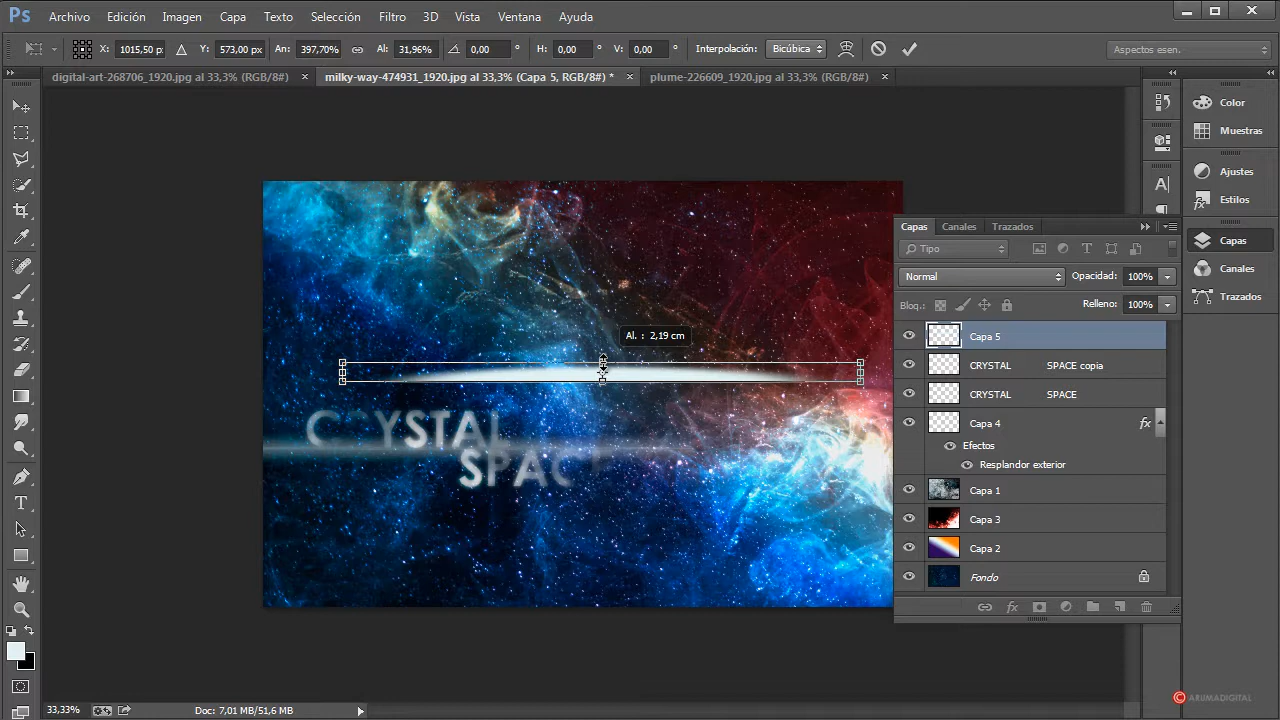 Ps Archivo Edición Imagen Capa Texto Selección Filtro 3D Vista Ventana Ayuda
X: 1015,50 px Y: 573,00 px An: 397,70% Al: 31,96% 0,00 ° H: 0,00 ° V: 0,00 ° Interpolación: Bicúbica Aspectos esen.
digital-art-268706_1920.jpg al 33,3% (RGB/8#) × milky-way-474931_1920.jpg al 33,3% (Capa 5, RGB/8#) * × plume-226609_1920.jpg al 33,3% (RGB/8#) ×
Color
Muestras
Ajustes
Estilos
Capas
Canales
Trazados
Capas Canales Trazados
Tipo
Normal Opacidad: 100%
Bloq.: Relleno: 100%
Capa 5
CRYSTAL SPACE copia
CRYSTAL SPACE
Capa 4 fx
Efectos
Resplandor exterior
Capa 1
Capa 3
Capa 2
Fondo
fx
Al. : 2,19 cm
CRYSTAL
SPAC
33,33% Doc: 7,01 MB/51,6 MB
© ARUMADIGITAL